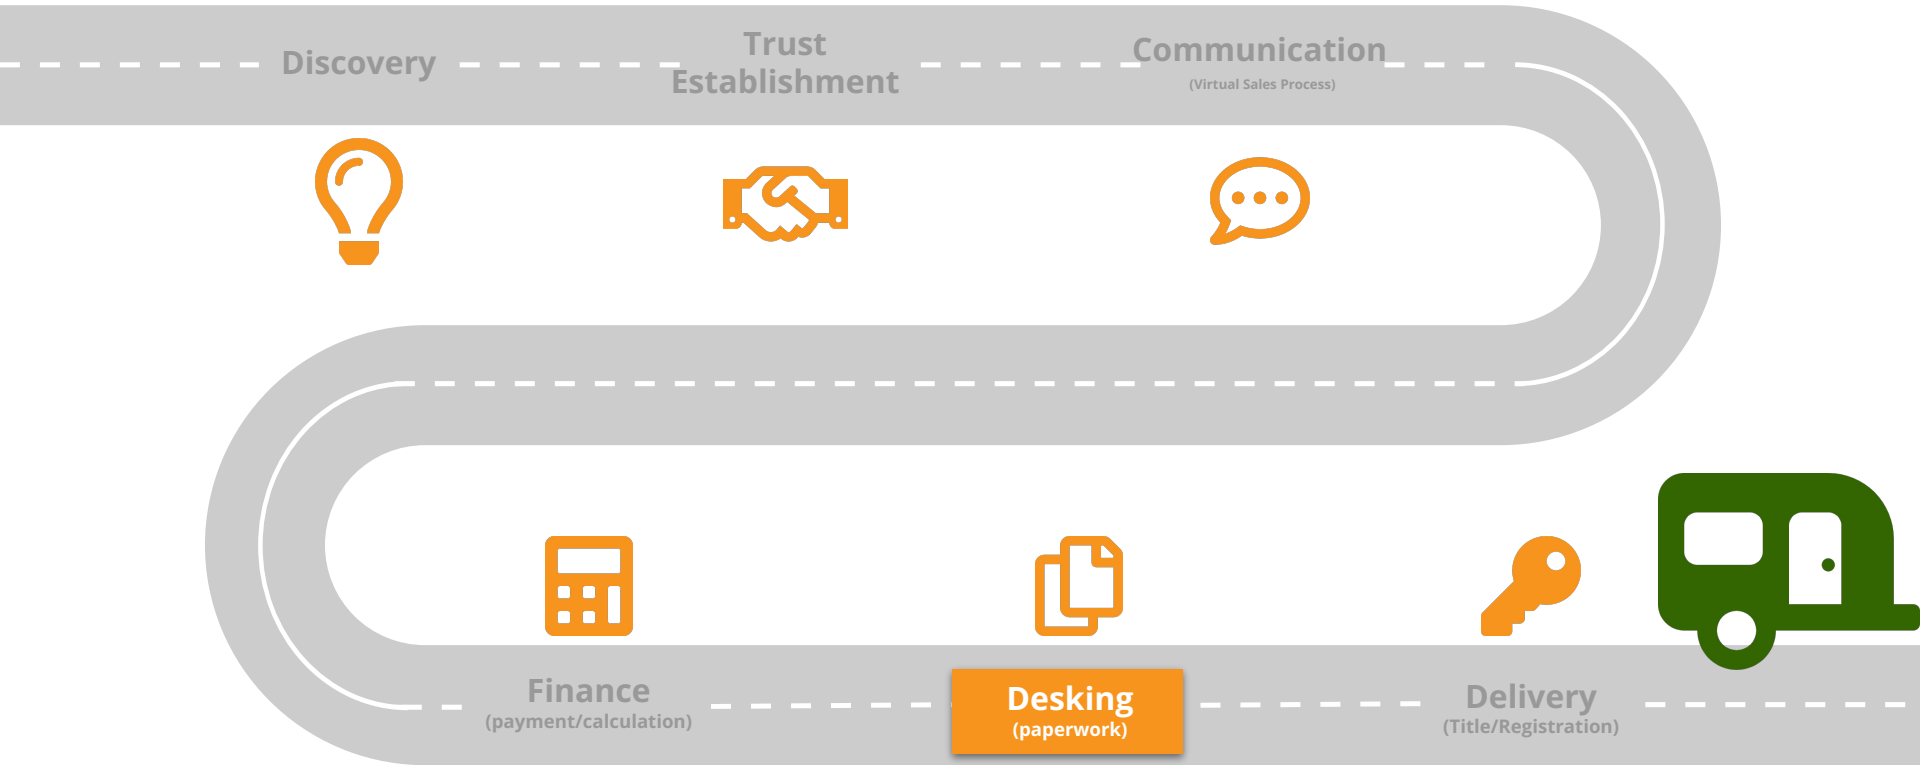 Discovery
Trust
Establishment
Communication
(Virtual Sales Process)
Finance
(payment/calculation)
Desking
(paperwork)
Delivery
(Title/Registration)